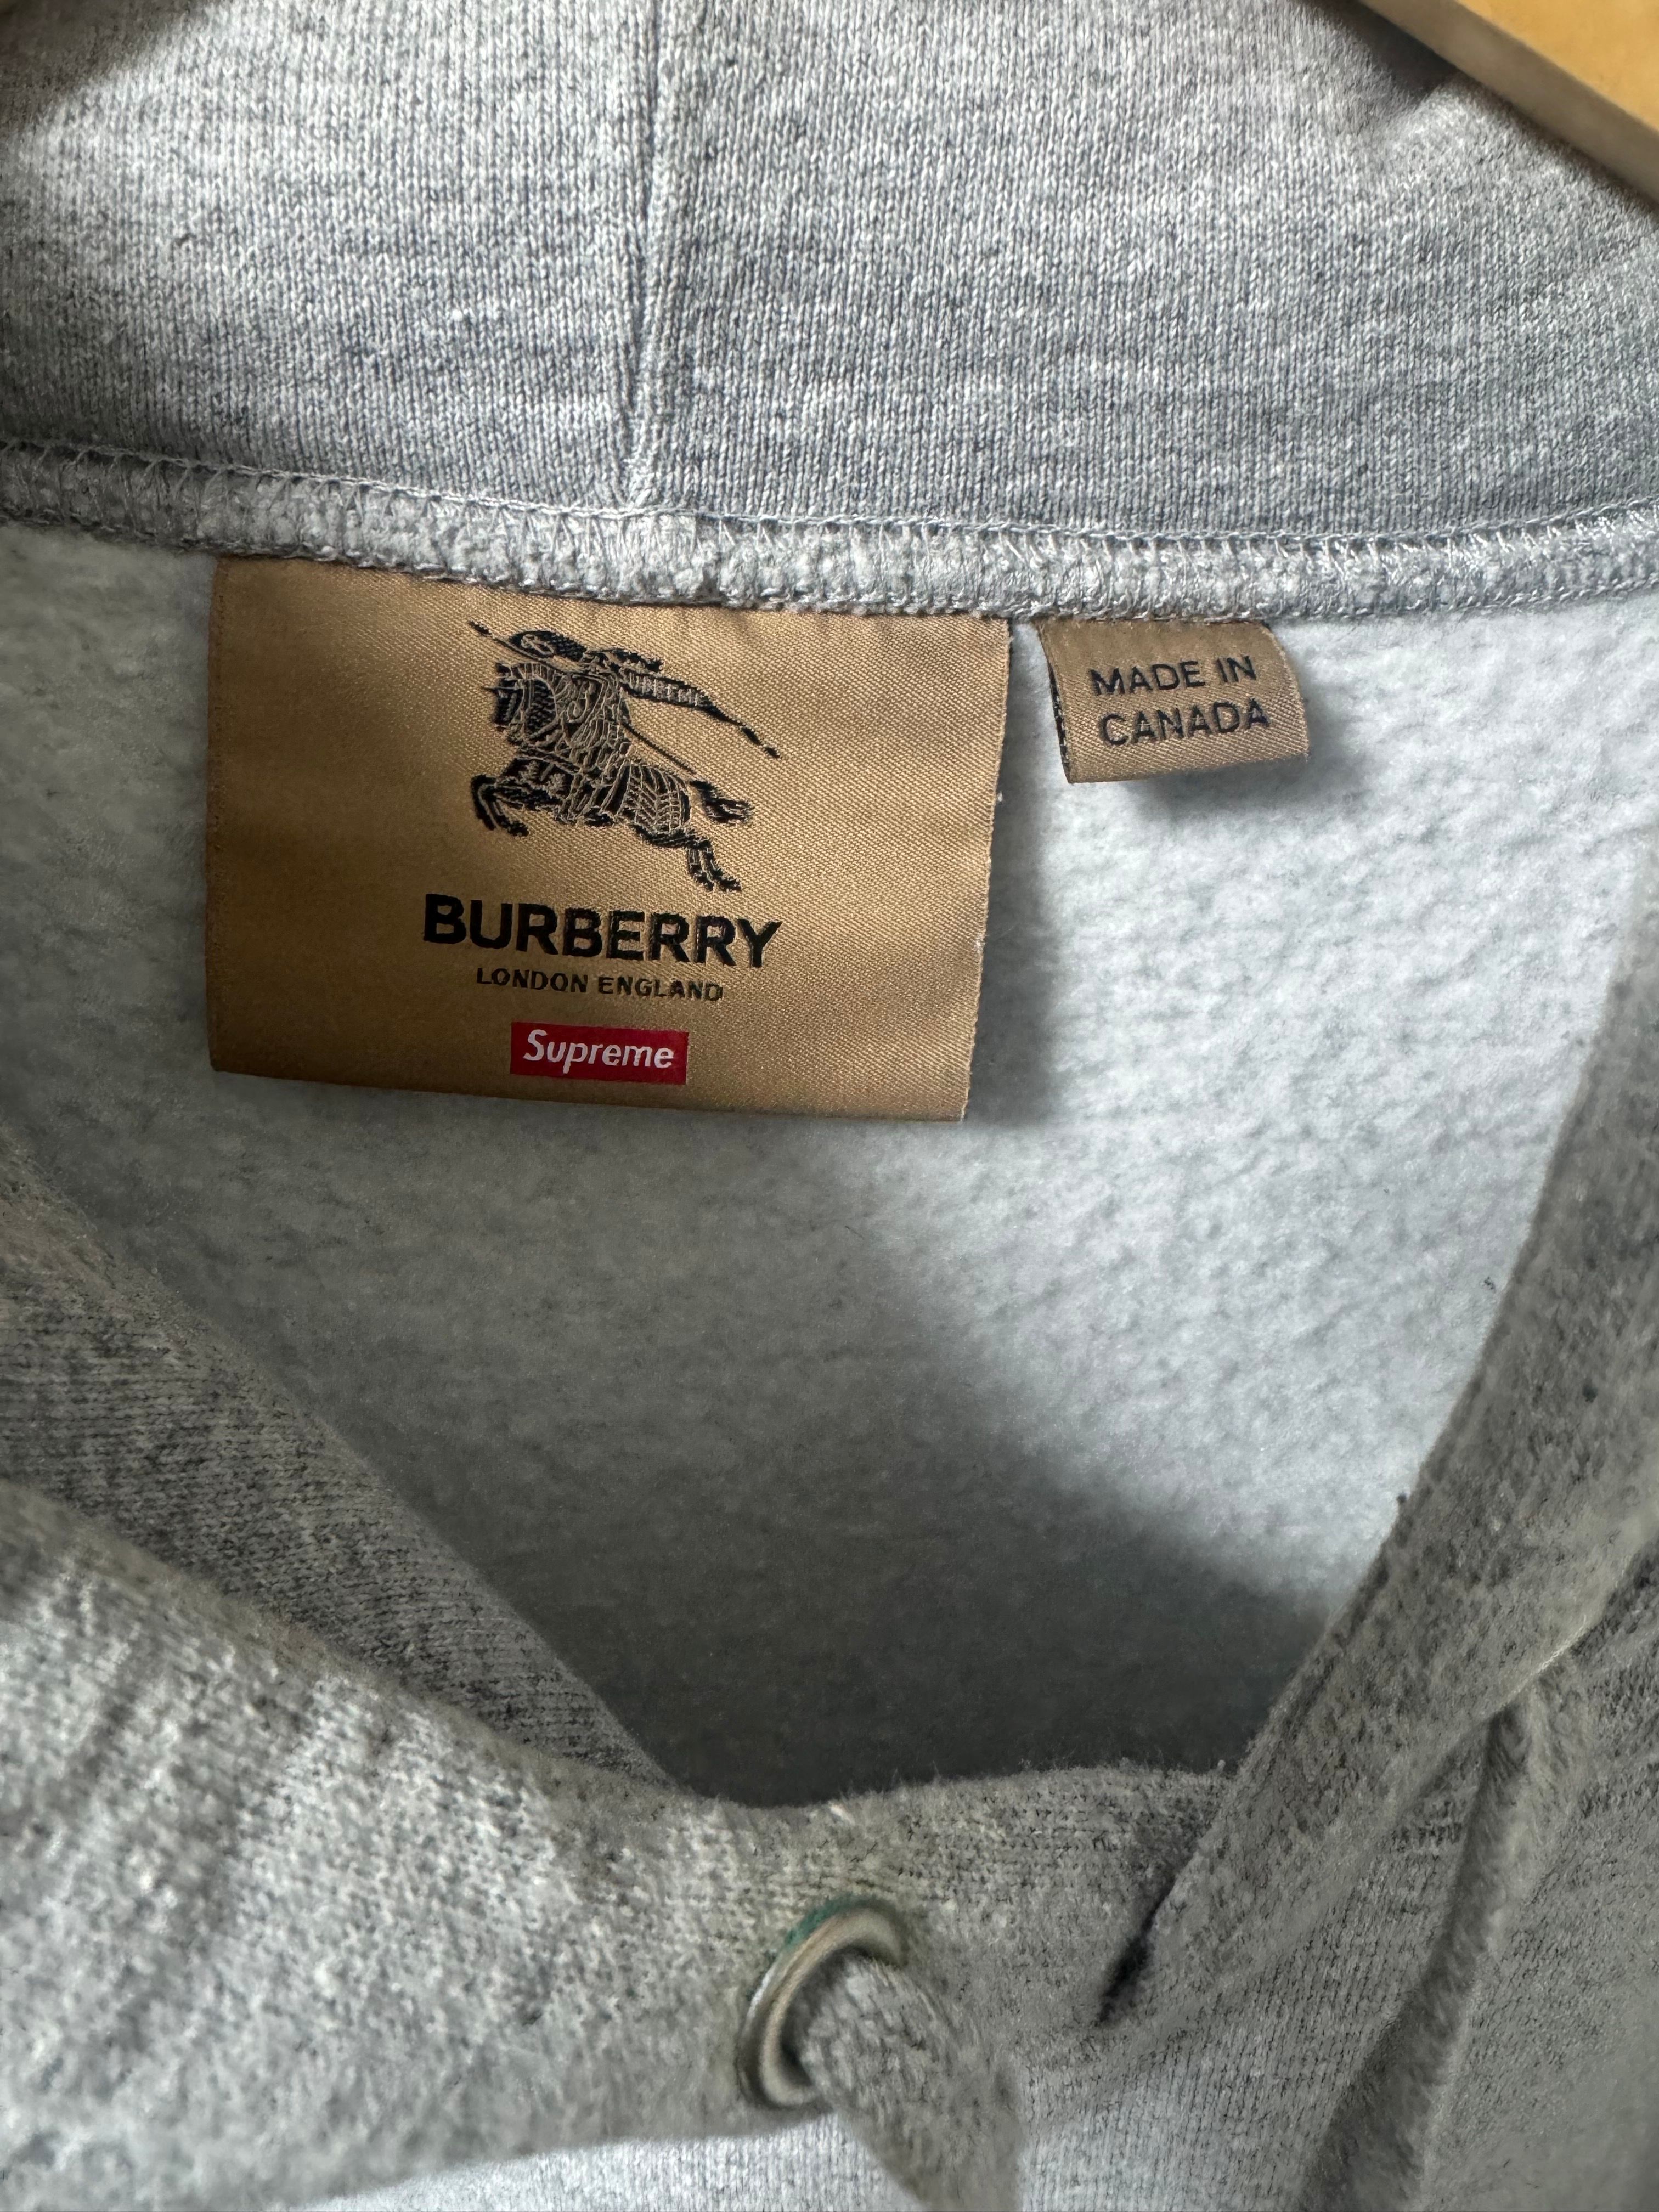 BURBERRY
LONDON ENGLAND
Supreme
MADE IN
CANADA